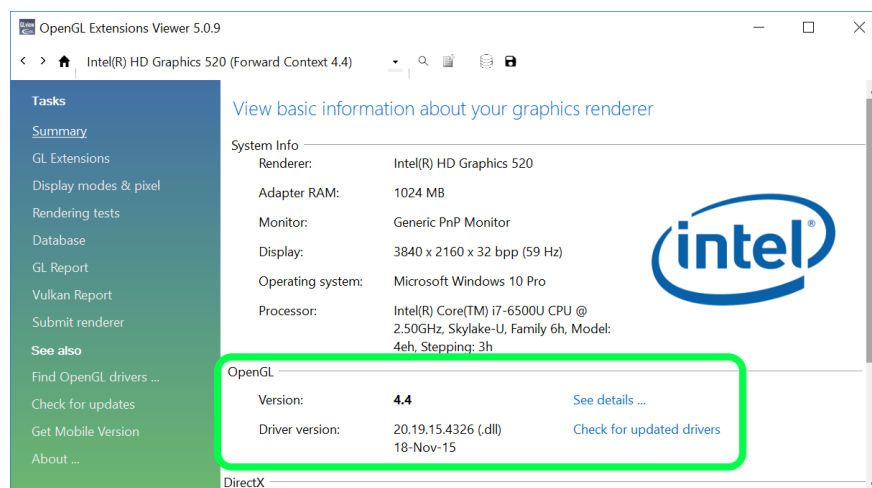 OpenGL Extensions Viewer 5.0.9
Intel(R) HD Graphics 520 (Forward Context 4.4)
Tasks
Summary
GL Extensions
Display modes & pixel
Rendering tests
Database
GL Report
Vulkan Report
Submit renderer
See also
Find OpenGL drivers ...
Check for updates
Get Mobile Version
About ...
View basic information about your graphics renderer
System Info
Renderer: Intel(R) HD Graphics 520
Adapter RAM: 1024 MB
Monitor: Generic PnP Monitor
Display: 3840 x 2160 x 32 bpp (59 Hz)
Operating system: Microsoft Windows 10 Pro
Processor: Intel(R) Core(TM) i7-6500U CPU @
2.50GHz, Skylake-U, Family 6h, Model:
4eh, Stepping: 3h
intel®
OpenGL
Version: 4.4 See details ...
Driver version: 20.19.15.4326 (.dll) Check for updated drivers
18-Nov-15
DirectX